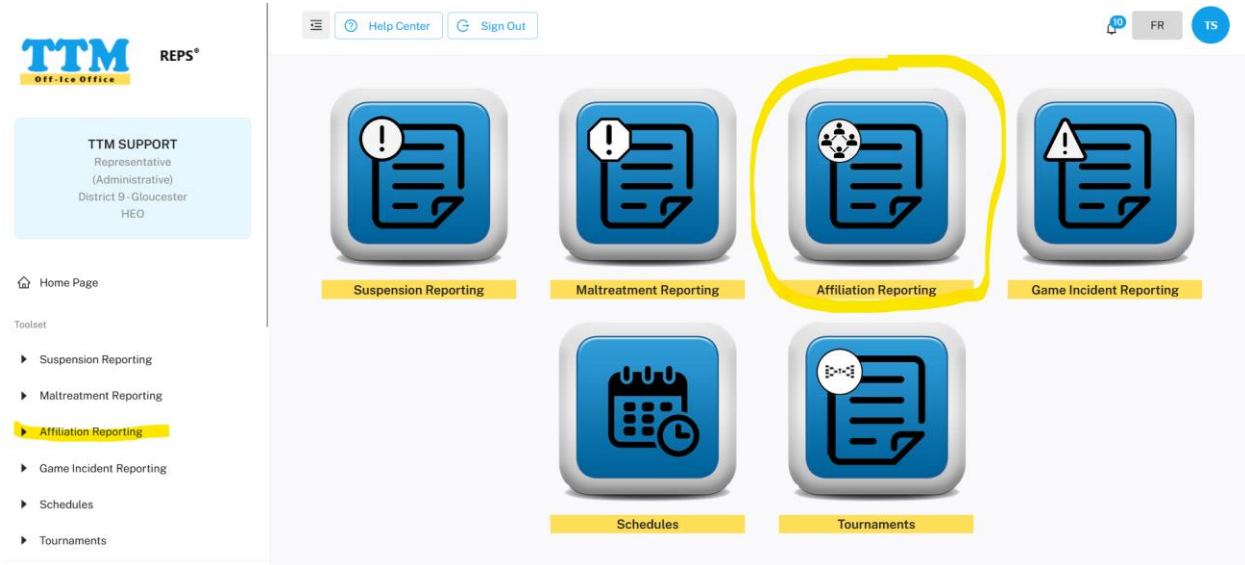 TTM
REPS®
Off-Ice Office
TTM SUPPORT
Representative
(Administrative)
District 9 - Gloucester
HEO
Home Page
Toolset
Suspension Reporting
Maltreatment Reporting
Affiliation Reporting
Game Incident Reporting
Schedules
Tournaments
Help Center
Sign Out
10
FR
TS
Suspension Reporting
Maltreatment Reporting
Affiliation Reporting
Game Incident Reporting
Schedules
Tournaments